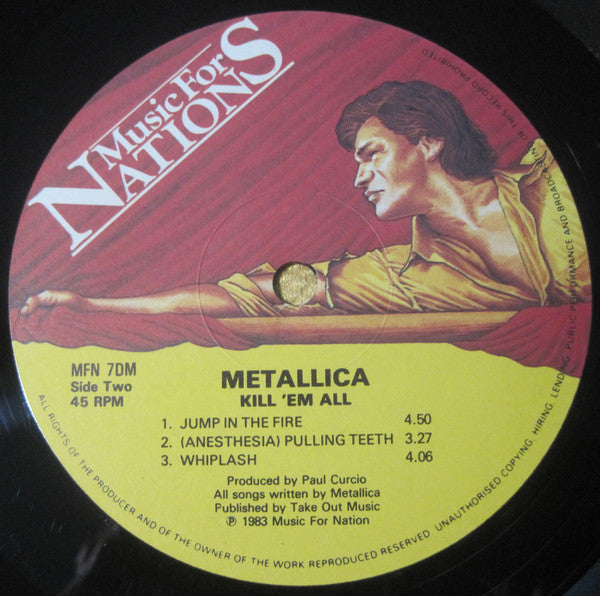 Music For
NATIONS
MFN 7DM
Side Two
45 RPM
METALLICA
KILL 'EM ALL
1. JUMP IN THE FIRE 4.50
2. (ANESTHESIA) PULLING TEETH 3.27
3. WHIPLASH 4.06
Produced by Paul Curcio
All songs written by Metallica
Published by Take Out Music
℗ 1983 Music For Nation
ALL RIGHTS OF THE PRODUCER AND OF THE OWNER OF THE WORK REPRODUCED RESERVED. UNAUTHORISED COPYING. HIRING. LENDING. PUBLIC PERFORMANCE AND BROADCASTING OF THIS RECORD PROHIBITED